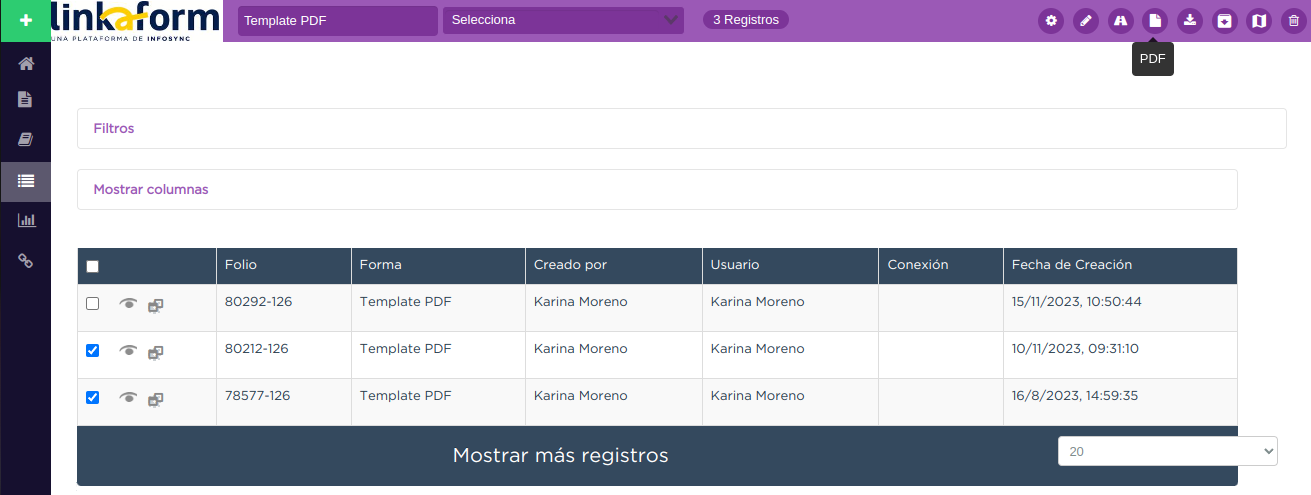 linkaform
UNA PLATAFORMA DE INFOSYNC
Template PDF
Selecciona
3 Registros
PDF
Filtros
Mostrar columnas
Folio Forma Creado por Usuario Conexión Fecha de Creación
80292-126 Template PDF Karina Moreno Karina Moreno 15/11/2023, 10:50:44
80212-126 Template PDF Karina Moreno Karina Moreno 10/11/2023, 09:31:10
78577-126 Template PDF Karina Moreno Karina Moreno 16/8/2023, 14:59:35
Mostrar más registros
20